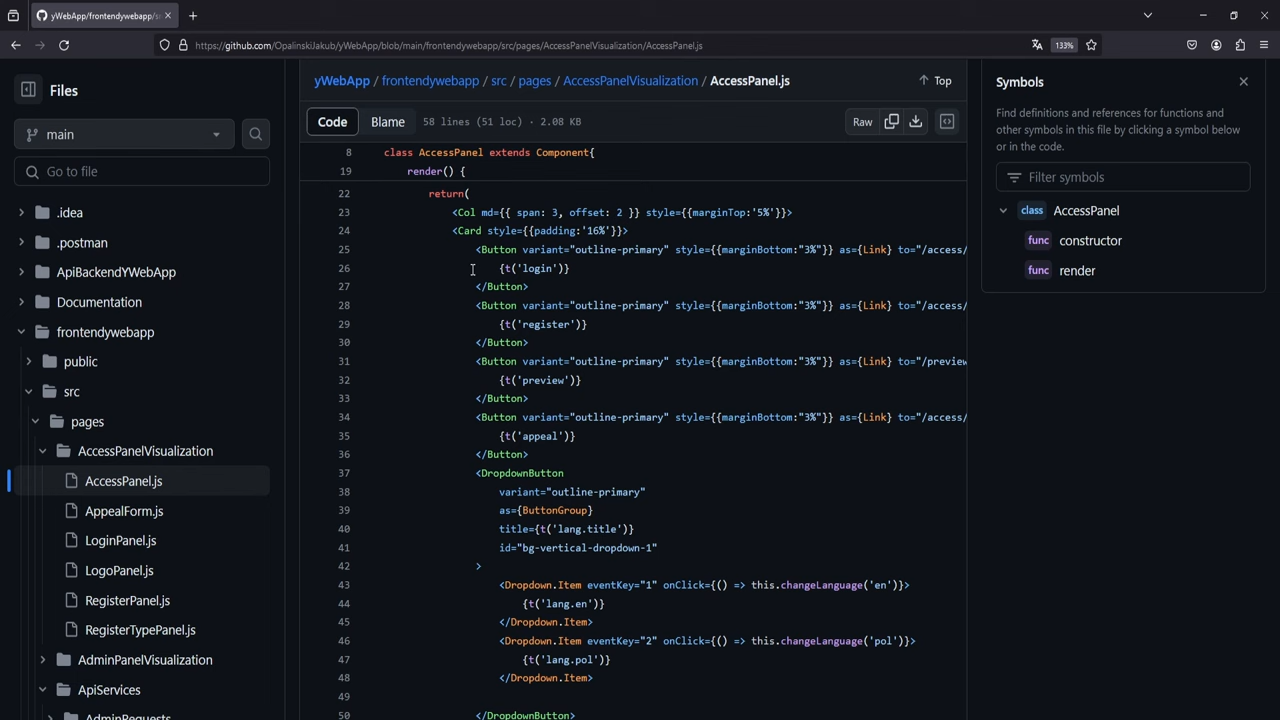 yWebApp/frontendywebapp/sr
https://github.com/OpalinskiJakub/yWebApp/blob/main/frontendywebapp/src/pages/AccessPanelVisualization/AccessPanel.js
133%
Files
main
Go to file
.idea
.postman
ApiBackendYWebApp
Documentation
frontendywebapp
public
src
pages
AccessPanelVisualization
AccessPanel.js
AppealForm.js
LoginPanel.js
LogoPanel.js
RegisterPanel.js
RegisterTypePanel.js
AdminPanelVisualization
ApiServices
AdminRequests
yWebApp / frontendywebapp / src / pages / AccessPanelVisualization / AccessPanel.js
Top
Code Blame 58 lines (51 loc) · 2.08 KB
Raw
8 class AccessPanel extends Component{
19 render() {
22 return(
23 <Col md={{ span: 3, offset: 2 }} style={{marginTop:'5%'}}>
24 <Card style={{padding:'16%'}}>
25 <Button variant="outline-primary" style={{marginBottom:"3%"}} as={Link} to="/access/
26 {t('login')}
27 </Button>
28 <Button variant="outline-primary" style={{marginBottom:"3%"}} as={Link} to="/access/
29 {t('register')}
30 </Button>
31 <Button variant="outline-primary" style={{marginBottom:"3%"}} as={Link} to="/preview
32 {t('preview')}
33 </Button>
34 <Button variant="outline-primary" style={{marginBottom:"3%"}} as={Link} to="/access/
35 {t('appeal')}
36 </Button>
37 <DropdownButton
38 variant="outline-primary"
39 as={ButtonGroup}
40 title={t('lang.title')}
41 id="bg-vertical-dropdown-1"
42 >
43 <Dropdown.Item eventKey="1" onClick={() => this.changeLanguage('en')}>
44 {t('lang.en')}
45 </Dropdown.Item>
46 <Dropdown.Item eventKey="2" onClick={() => this.changeLanguage('pol')}>
47 {t('lang.pol')}
48 </Dropdown.Item>
49
50 </DropdownButton>
Symbols
Find definitions and references for functions and
other symbols in this file by clicking a symbol below
or in the code.
Filter symbols
class AccessPanel
func constructor
func render